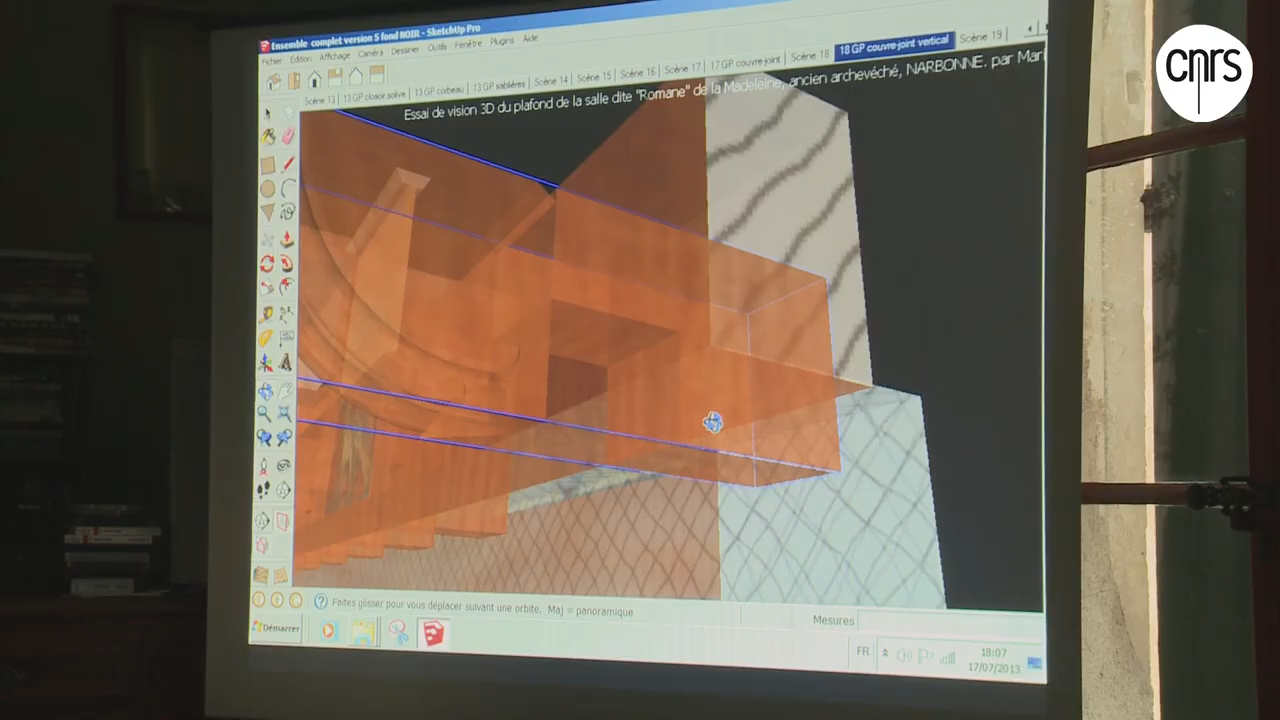 cnrs
Ensemble complet version 5 fond NOIR - SketchUp Pro
Fichier Édition Affichage Caméra Dessiner Outils Fenêtre Plugins Aide
Scène 13 13 GP closoir.solive 13 GP corbeau 13 GP sablières Scène 14 Scène 15 Scène 16 Scène 17 17 GP couvre joint Scène 18 18 GP couvre-joint vertical Scène 19
Essai de vision 3D du plafond de la salle dite "Romane" de la Madeleine, ancien archevéché, NARBONNE. par Mari
Faites glisser pour vous déplacer suivant une orbite. Maj = panoramique
Mesures
Démarrer
FR
18:07
17/07/2013